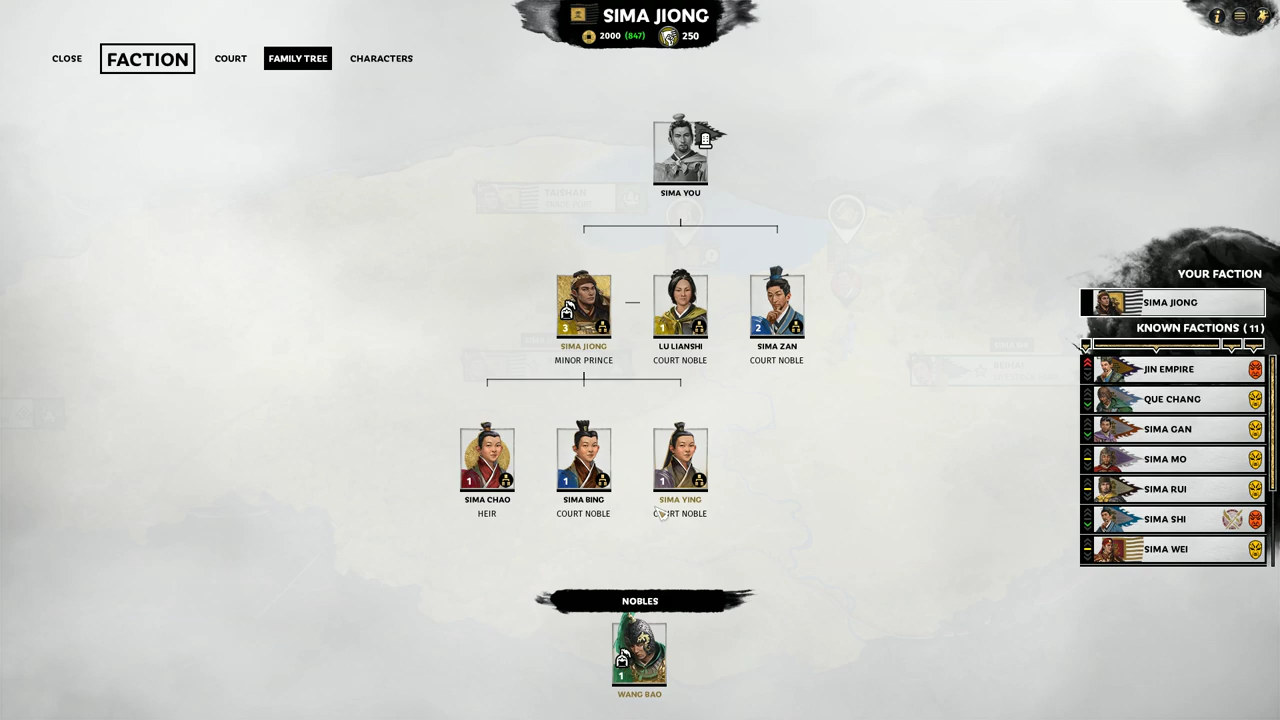 SIMA JIONG
2000 (847) 250
CLOSE FACTION COURT FAMILY TREE CHARACTERS
SIMA YOU
TAISHAN
TRADE PORT
3 1 2
SIMA JIONG LU LIANSHI SIMA ZAN
MINOR PRINCE COURT NOBLE COURT NOBLE
1 1 1
SIMA CHAO SIMA BING SIMA YING
HEIR COURT NOBLE COURT NOBLE
NOBLES
1
WANG BAO
YOUR FACTION
SIMA JIONG
KNOWN FACTIONS (11)
JIN EMPIRE
QUE CHANG
SIMA GAN
SIMA MO
SIMA RUI
SIMA SHI
SIMA WEI